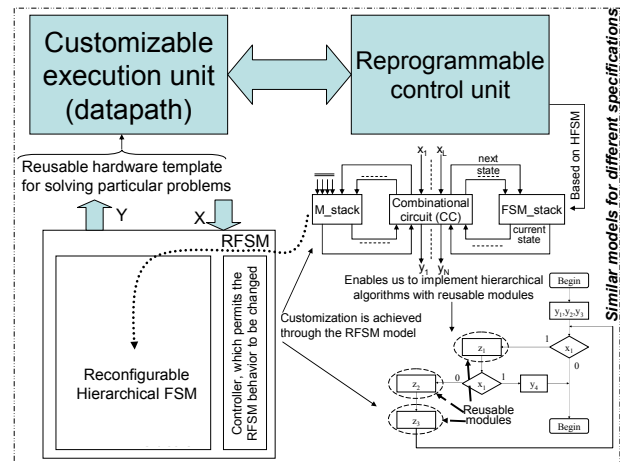 Customizable
execution unit
(datapath)
Reprogrammable
control unit
Similar models for different specifications
Based on HFSM
Reusable hardware template
for solving particular problems
Y
X
RFSM
Reconfigurable
Hierarchical FSM
Controller, which permits the
RFSM behavior to be changed
x1
xL
next
state
M_stack
Combinational
circuit (CC)
FSM_stack
current
state
y1
yN
Enables us to implement hierarchical
algorithms with reusable modules
Customization is achieved
through the RFSM model
Begin
y1,y2,y3
x1
1
0
z1
x1
0
1
z2
y4
z3
Reusable
modules
Begin